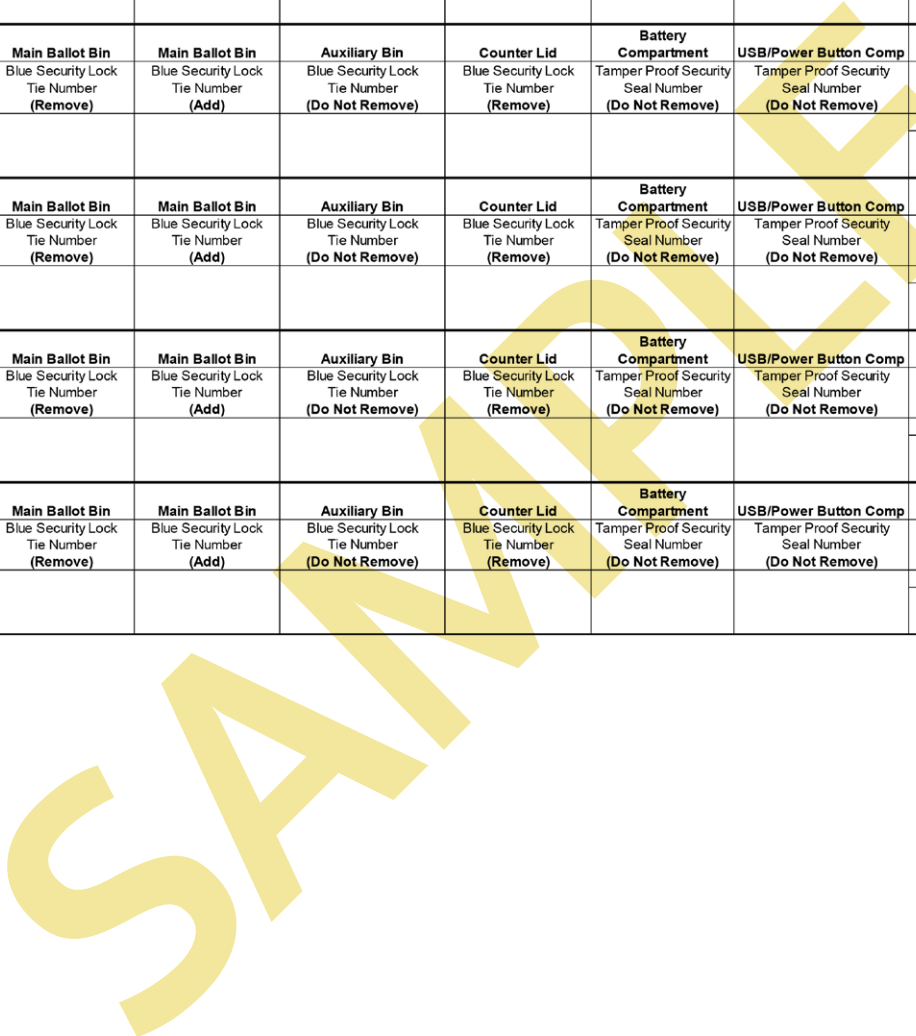 Battery
Main Ballot Bin Main Ballot Bin Auxiliary Bin Counter Lid Compartment USB/Power Button Comp
Blue Security Lock Blue Security Lock Blue Security Lock Blue Security Lock Tamper Proof Security Tamper Proof Security
Tie Number Tie Number Tie Number Tie Number Seal Number Seal Number
(Remove) (Add) (Do Not Remove) (Remove) (Do Not Remove) (Do Not Remove)
Battery
Main Ballot Bin Main Ballot Bin Auxiliary Bin Counter Lid Compartment USB/Power Button Comp
Blue Security Lock Blue Security Lock Blue Security Lock Blue Security Lock Tamper Proof Security Tamper Proof Security
Tie Number Tie Number Tie Number Tie Number Seal Number Seal Number
(Remove) (Add) (Do Not Remove) (Remove) (Do Not Remove) (Do Not Remove)
Battery
Main Ballot Bin Main Ballot Bin Auxiliary Bin Counter Lid Compartment USB/Power Button Comp
Blue Security Lock Blue Security Lock Blue Security Lock Blue Security Lock Tamper Proof Security Tamper Proof Security
Tie Number Tie Number Tie Number Tie Number Seal Number Seal Number
(Remove) (Add) (Do Not Remove) (Remove) (Do Not Remove) (Do Not Remove)
Battery
Main Ballot Bin Main Ballot Bin Auxiliary Bin Counter Lid Compartment USB/Power Button Comp
Blue Security Lock Blue Security Lock Blue Security Lock Blue Security Lock Tamper Proof Security Tamper Proof Security
Tie Number Tie Number Tie Number Tie Number Seal Number Seal Number
(Remove) (Add) (Do Not Remove) (Remove) (Do Not Remove) (Do Not Remove)
SAMPLE